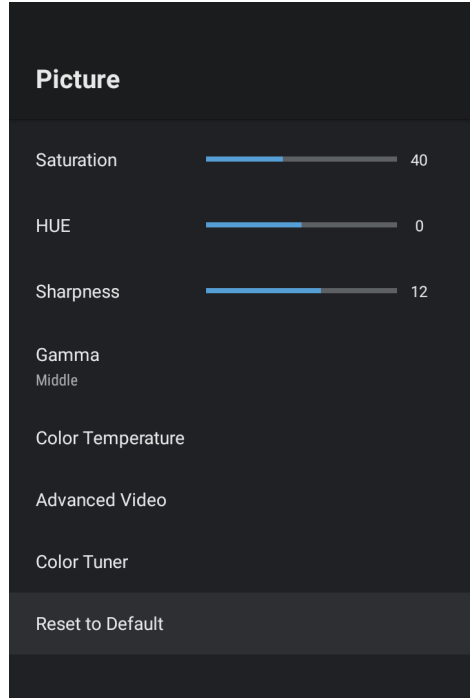 Picture
Saturation 40
HUE 0
Sharpness 12
Gamma
Middle
Color Temperature
Advanced Video
Color Tuner
Reset to Default